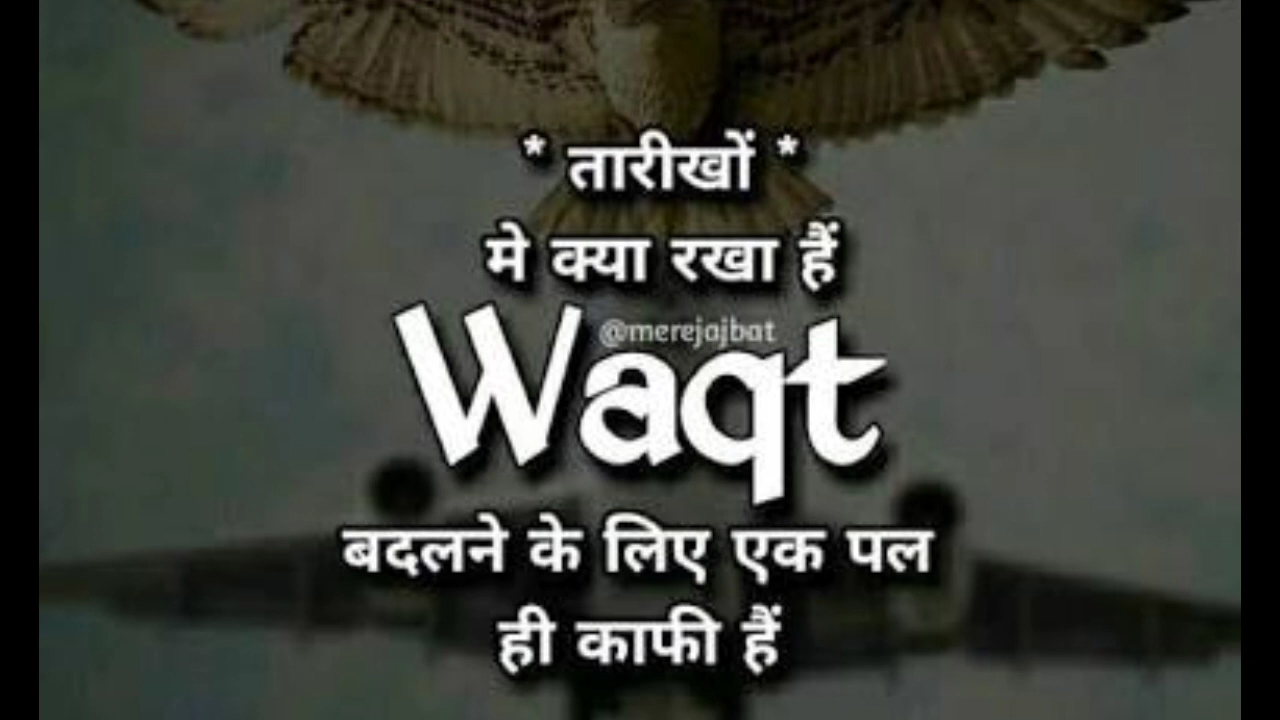 * तारीखों *
मे क्या रखा हैं
@merejajbat
Waqt
बदलने के लिए एक पल
ही काफी हैं